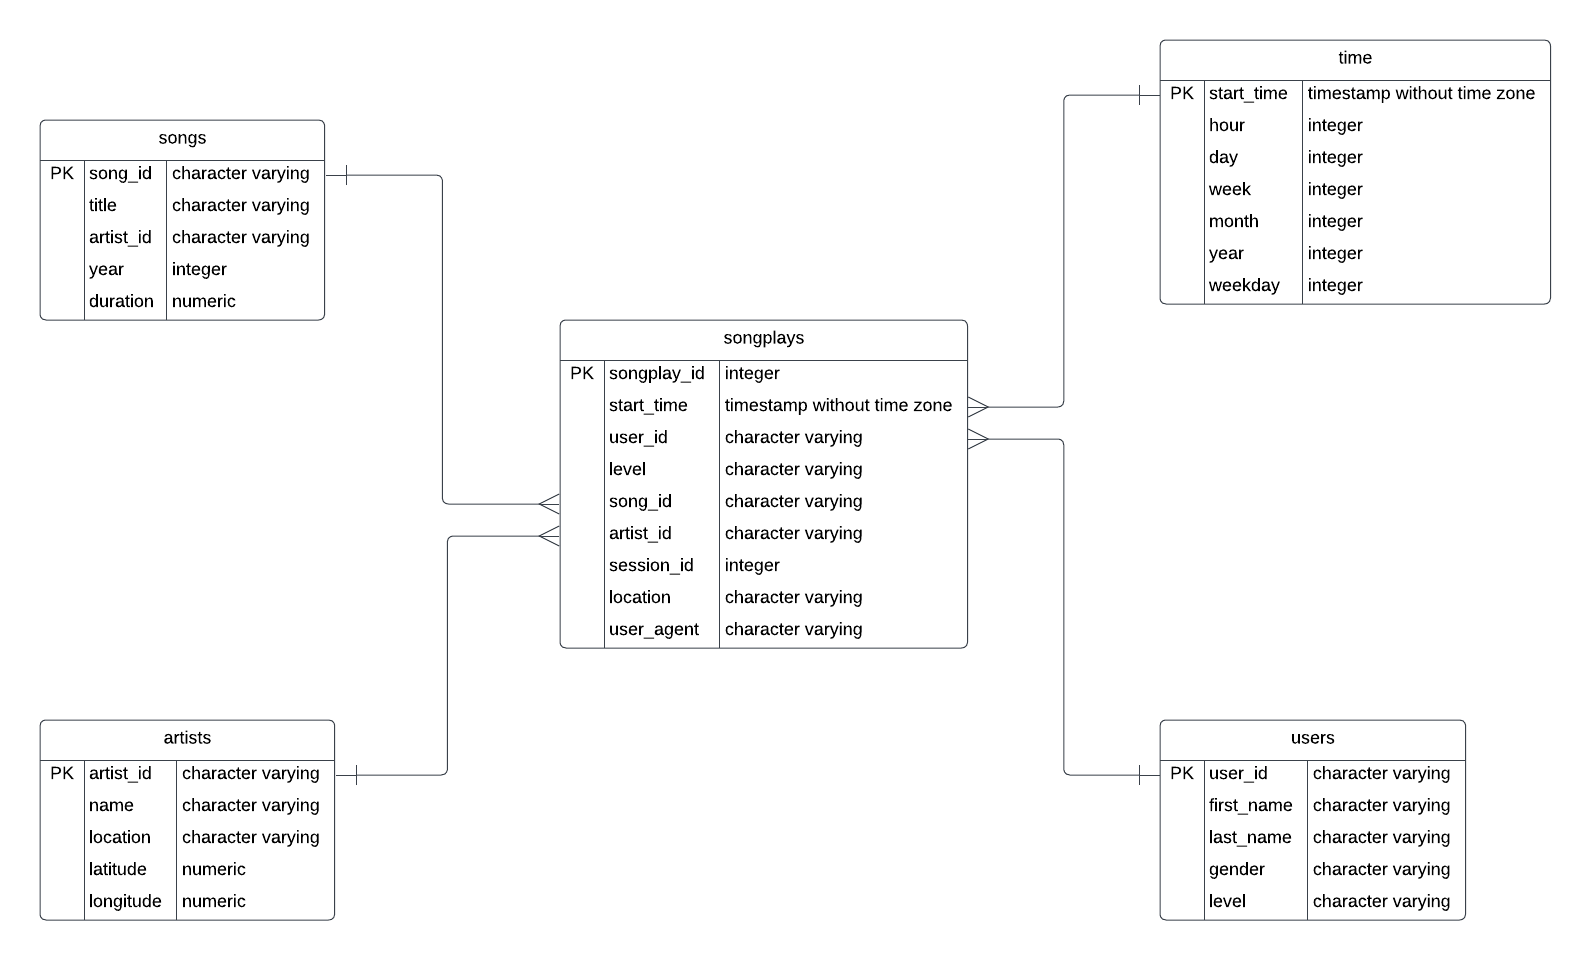 songs
PK song_id character varying
title character varying
artist_id character varying
year integer
duration numeric
time
PK start_time timestamp without time zone
hour integer
day integer
week integer
month integer
year integer
weekday integer
songplays
PK songplay_id integer
start_time timestamp without time zone
user_id character varying
level character varying
song_id character varying
artist_id character varying
session_id integer
location character varying
user_agent character varying
artists
PK artist_id character varying
name character varying
location character varying
latitude numeric
longitude numeric
users
PK user_id character varying
first_name character varying
last_name character varying
gender character varying
level character varying